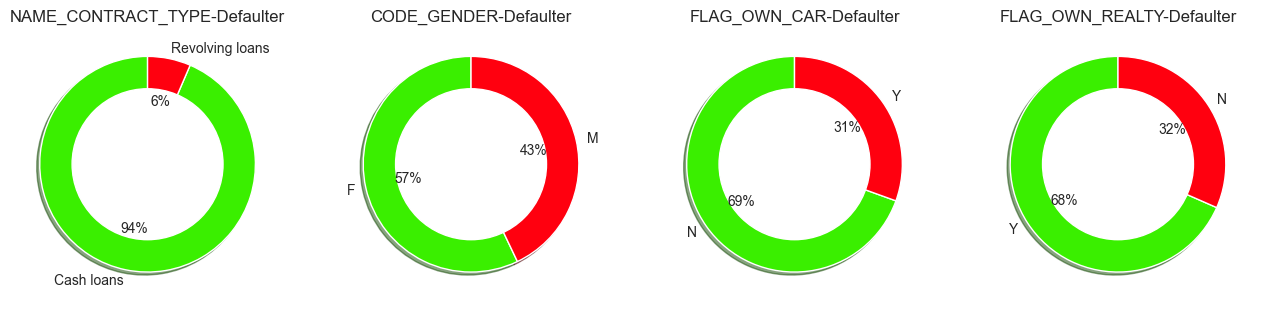 NAME_CONTRACT_TYPE-Defaulter
Revolving loans
6%
94%
Cash loans
CODE_GENDER-Defaulter
M
43%
57%
F
FLAG_OWN_CAR-Defaulter
Y
31%
69%
N
FLAG_OWN_REALTY-Defaulter
N
32%
68%
Y